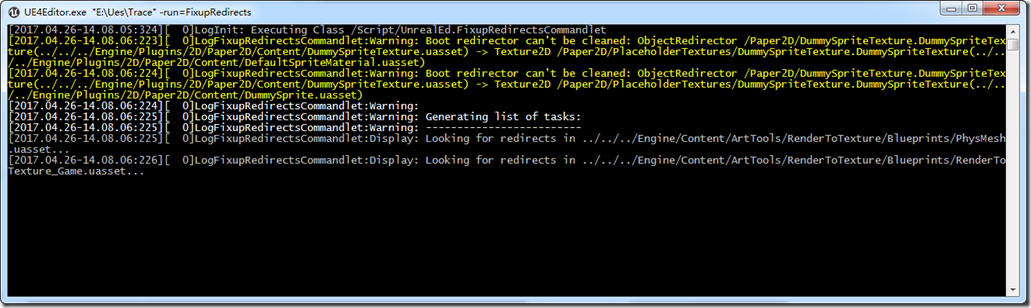 UE4Editor.exe "E:\Ues\Trace" -run=FixupRedirects
[2017.04.26-14.08.05:324][  0]LogInit: Executing Class /Script/UnrealEd.FixupRedirectsCommandlet
[2017.04.26-14.08.06:223][  0]LogFixupRedirectsCommandlet:Warning: Boot redirector can't be cleaned: ObjectRedirector /Paper2D/DummySpriteTexture.DummySpriteTex
ture(../../../Engine/Plugins/2D/Paper2D/Content/DummySpriteTexture.uasset) -> Texture2D /Paper2D/PlaceholderTextures/DummySpriteTexture.DummySpriteTexture(../..
/../Engine/Plugins/2D/Paper2D/Content/DefaultSpriteMaterial.uasset)
[2017.04.26-14.08.06:224][  0]LogFixupRedirectsCommandlet:Warning: Boot redirector can't be cleaned: ObjectRedirector /Paper2D/DummySpriteTexture.DummySpriteTex
ture(../../../Engine/Plugins/2D/Paper2D/Content/DummySpriteTexture.uasset) -> Texture2D /Paper2D/PlaceholderTextures/DummySpriteTexture.DummySpriteTexture(../..
/../Engine/Plugins/2D/Paper2D/Content/DummySprite.uasset)
[2017.04.26-14.08.06:224][  0]LogFixupRedirectsCommandlet:Warning:
[2017.04.26-14.08.06:225][  0]LogFixupRedirectsCommandlet:Warning: Generating list of tasks:
[2017.04.26-14.08.06:225][  0]LogFixupRedirectsCommandlet:Warning: -------------------------
[2017.04.26-14.08.06:225][  0]LogFixupRedirectsCommandlet:Display: Looking for redirects in ../../../Engine/Content/ArtTools/RenderToTexture/Blueprints/PhysMesh
.uasset...
[2017.04.26-14.08.06:226][  0]LogFixupRedirectsCommandlet:Display: Looking for redirects in ../../../Engine/Content/ArtTools/RenderToTexture/Blueprints/RenderTo
Texture_Game.uasset...